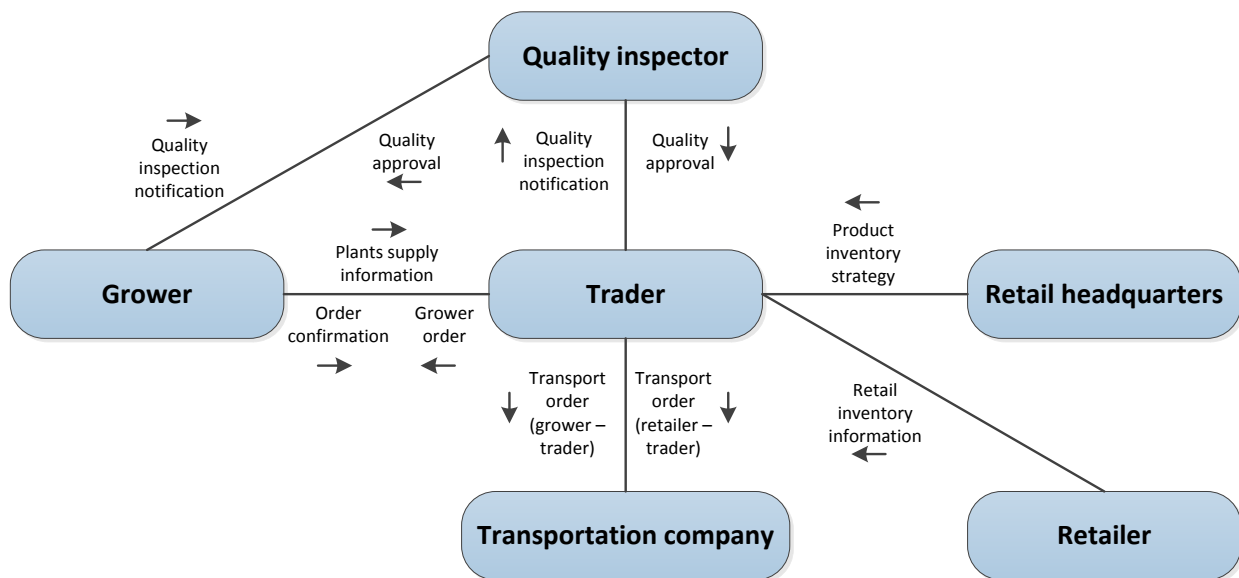 Quality inspector
Quality
inspection
notification
Quality
approval
Quality
inspection
notification
Quality
approval
Plants supply
information
Product
inventory
strategy
Grower
Trader
Retail headquarters
Order
confirmation
Grower
order
Transport
order
(grower –
trader)
Transport
order
(retailer –
trader)
Retail
inventory
information
Transportation company
Retailer